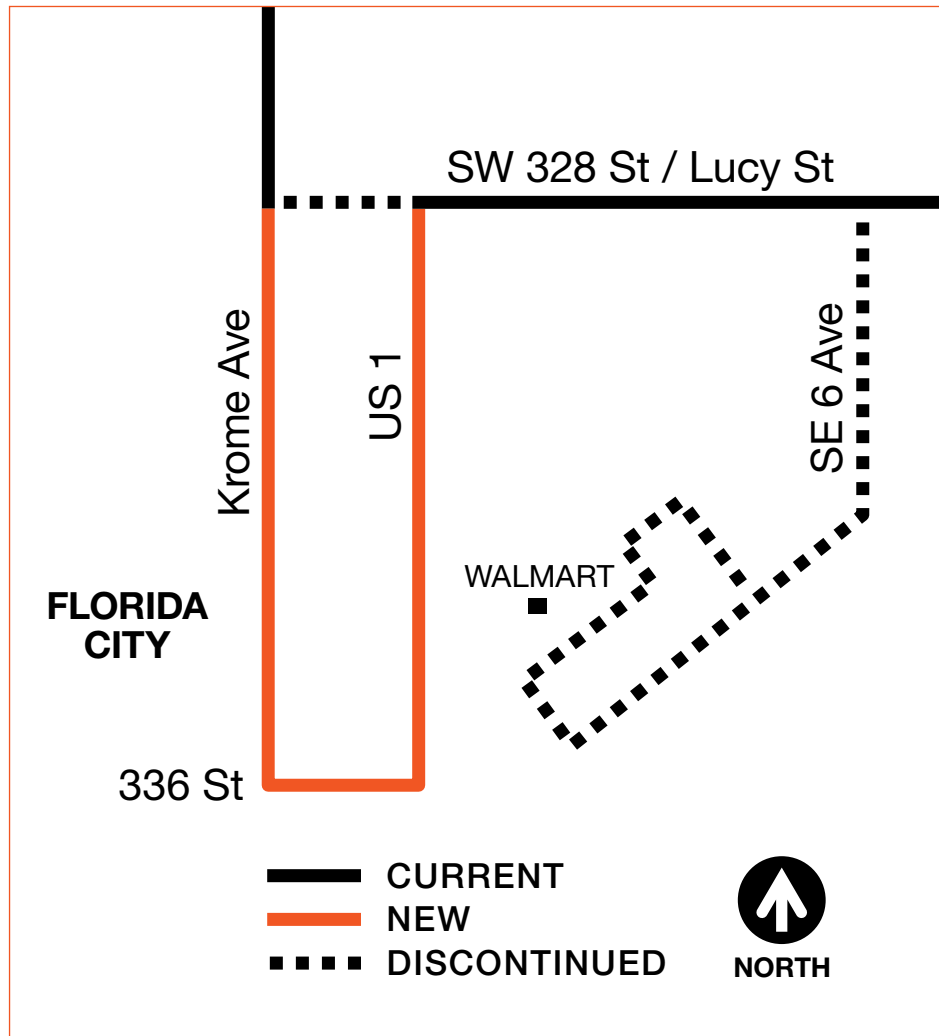 SW 328 St / Lucy St
Krome Ave
US 1
SE 6 Ave
WALMART
FLORIDA
CITY
336 St
CURRENT
NEW
DISCONTINUED
NORTH